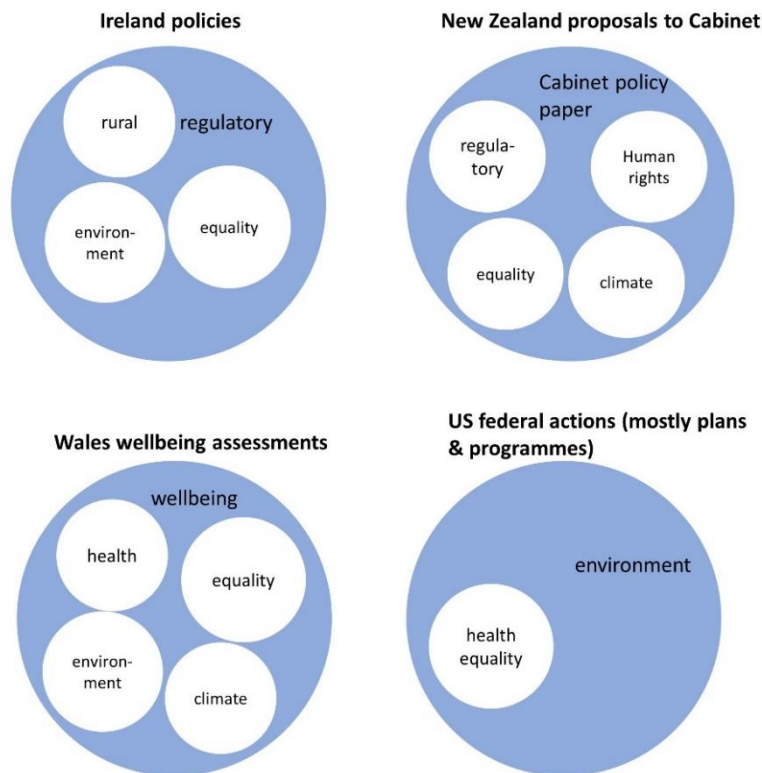 Ireland policies
rural
regulatory
environ-
ment
equality
New Zealand proposals to Cabinet
Cabinet policy
paper
regula-
tory
Human
rights
equality
climate
Wales wellbeing assessments
wellbeing
health
equality
environ-
ment
climate
US federal actions (mostly plans
& programmes)
environment
health
equality